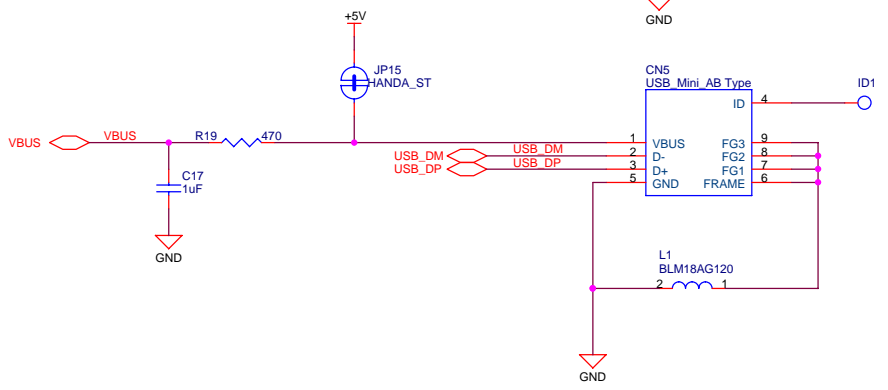 GND
+5V
JP15
HANDA_ST
CN5
USB_Mini_AB Type
ID 4 ID1
VBUS VBUS R19 470
1 VBUS FG3 9
USB_DM USB_DM 2 D- FG2 8
USB_DP USB_DP 3 D+ FG1 7
5 GND FRAME 6
C17
1uF
GND
L1
BLM18AG120
2 1
GND